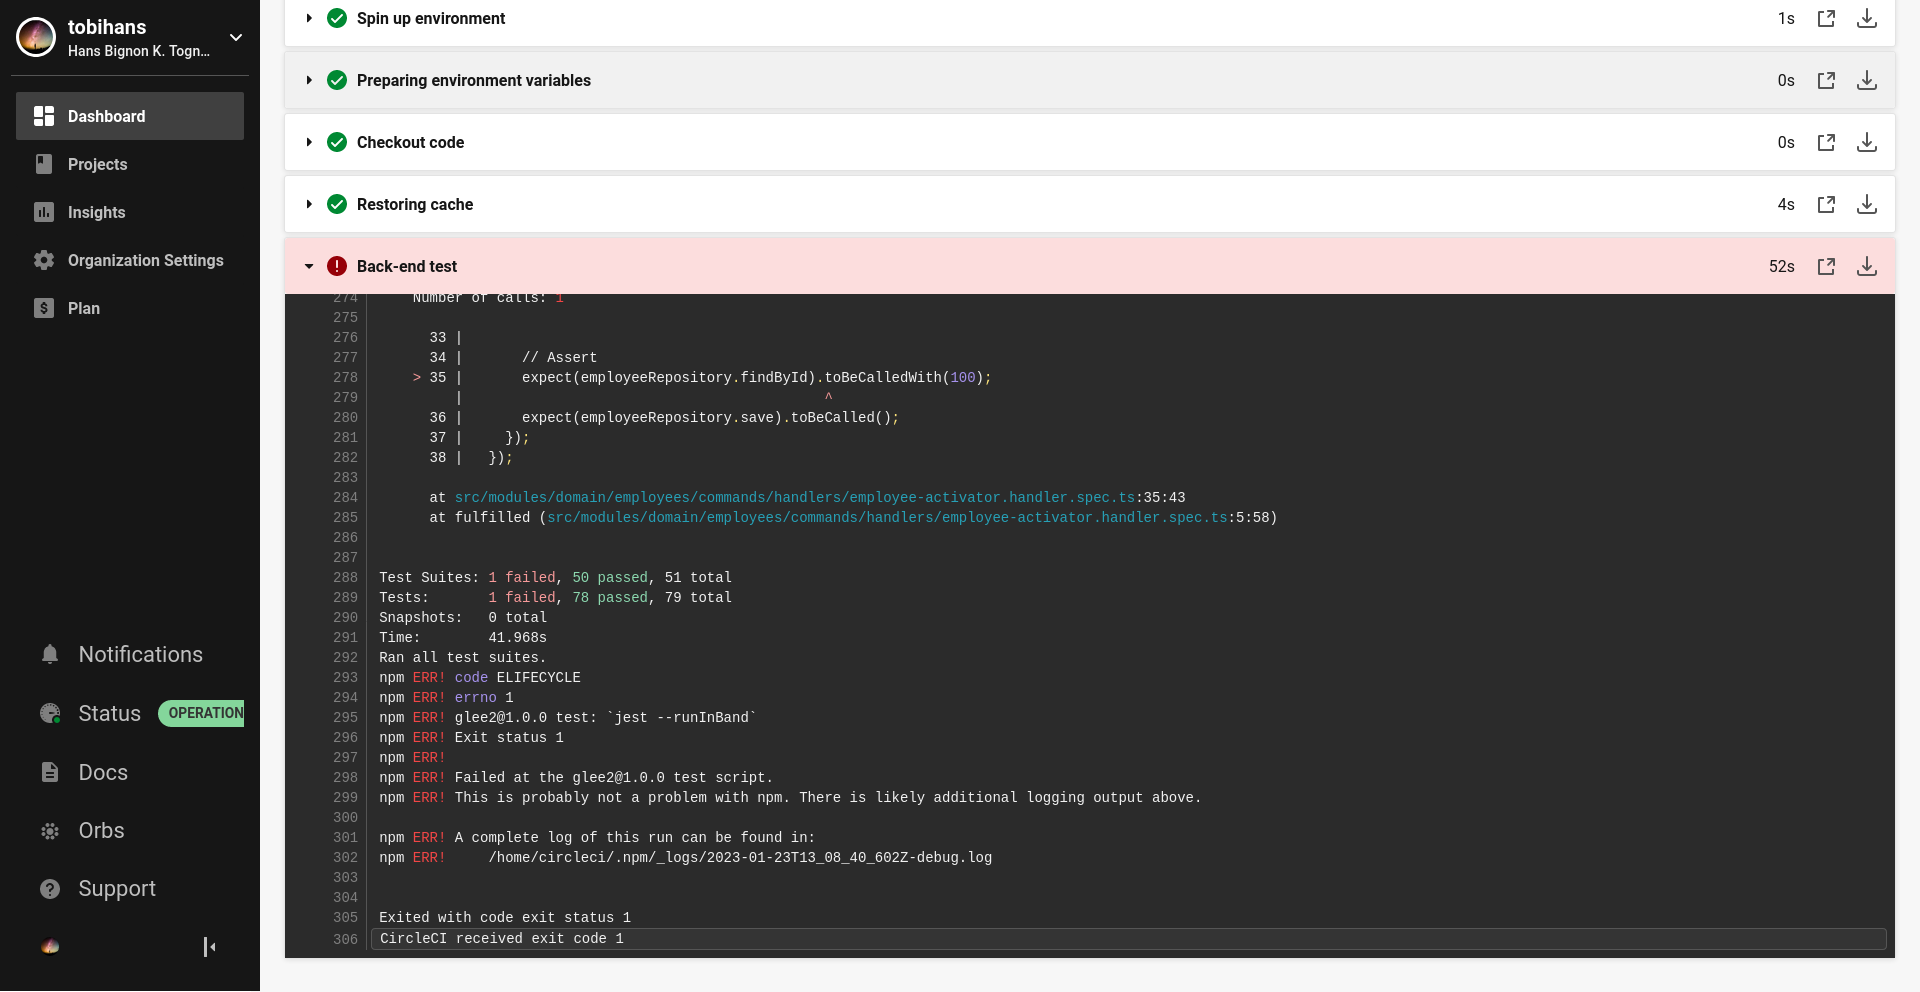 tobihans
Hans Bignon K. Togn...
Dashboard
Projects
Insights
Organization Settings
Plan
Notifications
Status OPERATION
Docs
Orbs
Support
Spin up environment 1s
Preparing environment variables 0s
Checkout code 0s
Restoring cache 4s
Back-end test 52s
274 Number of calls: 1
275
276 33 |
277 34 | // Assert
278 > 35 | expect(employeeRepository.findById).toBeCalledWith(100);
279 | ^
280 36 | expect(employeeRepository.save).toBeCalled();
281 37 | });
282 38 | });
283
284 at src/modules/domain/employees/commands/handlers/employee-activator.handler.spec.ts:35:43
285 at fulfilled (src/modules/domain/employees/commands/handlers/employee-activator.handler.spec.ts:5:58)
286
287
288 Test Suites: 1 failed, 50 passed, 51 total
289 Tests: 1 failed, 78 passed, 79 total
290 Snapshots: 0 total
291 Time: 41.968s
292 Ran all test suites.
293 npm ERR! code ELIFECYCLE
294 npm ERR! errno 1
295 npm ERR! glee2@1.0.0 test: `jest --runInBand`
296 npm ERR! Exit status 1
297 npm ERR!
298 npm ERR! Failed at the glee2@1.0.0 test script.
299 npm ERR! This is probably not a problem with npm. There is likely additional logging output above.
300
301 npm ERR! A complete log of this run can be found in:
302 npm ERR! /home/circleci/.npm/_logs/2023-01-23T13_08_40_602Z-debug.log
303
304
305 Exited with code exit status 1
306 CircleCI received exit code 1